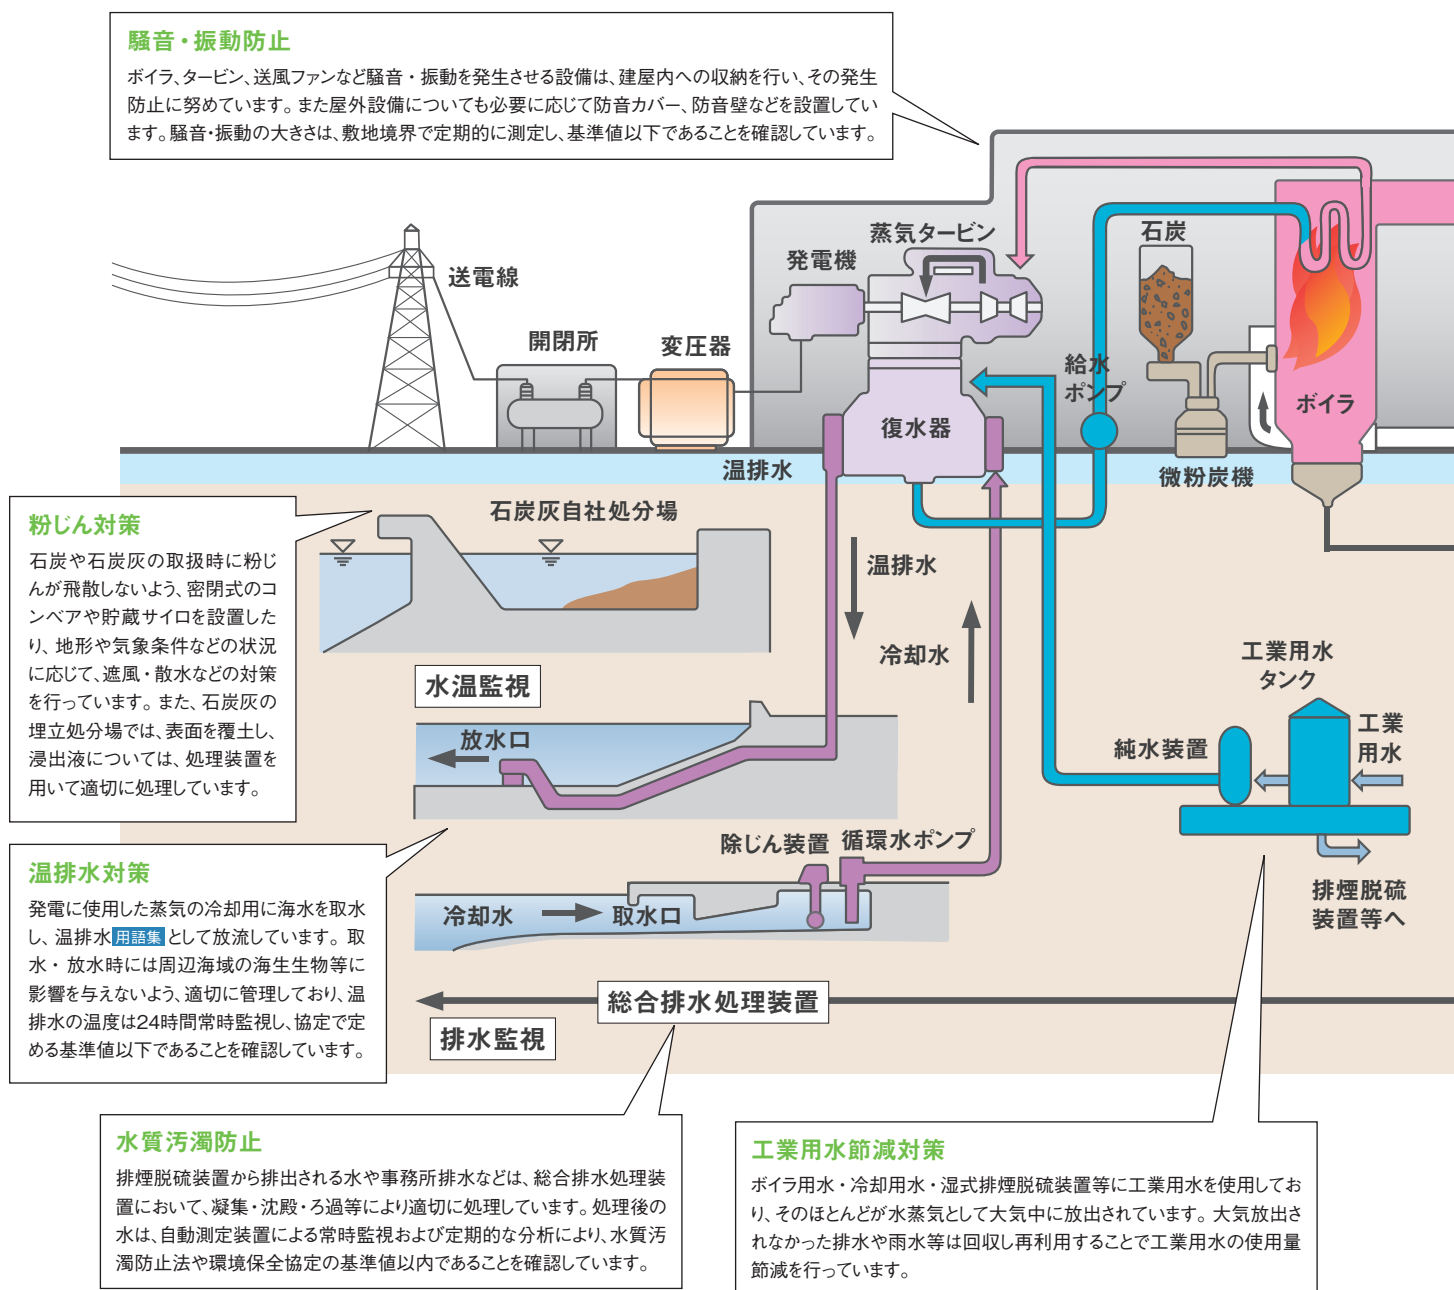 騒音・振動防止
ボイラ、タービン、送風ファンなど騒音・振動を発生させる設備は、建屋内への収納を行い、その発生
防止に努めています。また屋外設備についても必要に応じて防音カバー、防音壁などを設置してい
ます。騒音・振動の大きさは、敷地境界で定期的に測定し、基準値以下であることを確認しています。
蒸気タービン
石炭
発電機
送電線
開閉所
変圧器
給水
ポンプ
ボイラ
復水器
温排水
微粉炭機
粉じん対策
石炭や石炭灰の取扱時に粉じ
んが飛散しないよう、密閉式のコ
ンベアや貯蔵サイロを設置した
り、地形や気象条件などの状況
に応じて、遮風・散水などの対策
を行っています。また、石炭灰の
埋立処分場では、表面を覆土し、
浸出液については、処理装置を
用いて適切に処理しています。
石炭灰自社処分場
温排水
冷却水
水温監視
放水口
工業用水
タンク
工業
用水
純水装置
除じん装置
循環水ポンプ
冷却水
取水口
排煙脱硫
装置等へ
温排水対策
発電に使用した蒸気の冷却用に海水を取水
し、温排水用語集として放流しています。取
水・放水時には周辺海域の海生生物等に
影響を与えないよう、適切に管理しており、温
排水の温度は24時間常時監視し、協定で定
める基準値以下であることを確認しています。
総合排水処理装置
排水監視
水質汚濁防止
排煙脱硫装置から排出される水や事務所排水などは、総合排水処理装
置において、凝集・沈殿・ろ過等により適切に処理しています。処理後の
水は、自動測定装置による常時監視および定期的な分析により、水質汚
濁防止法や環境保全協定の基準値以内であることを確認しています。
工業用水節減対策
ボイラ用水・冷却用水・湿式排煙脱硫装置等に工業用水を使用してお
り、そのほとんどが水蒸気として大気中に放出されています。大気放出さ
れなかった排水や雨水等は回収し再利用することで工業用水の使用量
節減を行っています。